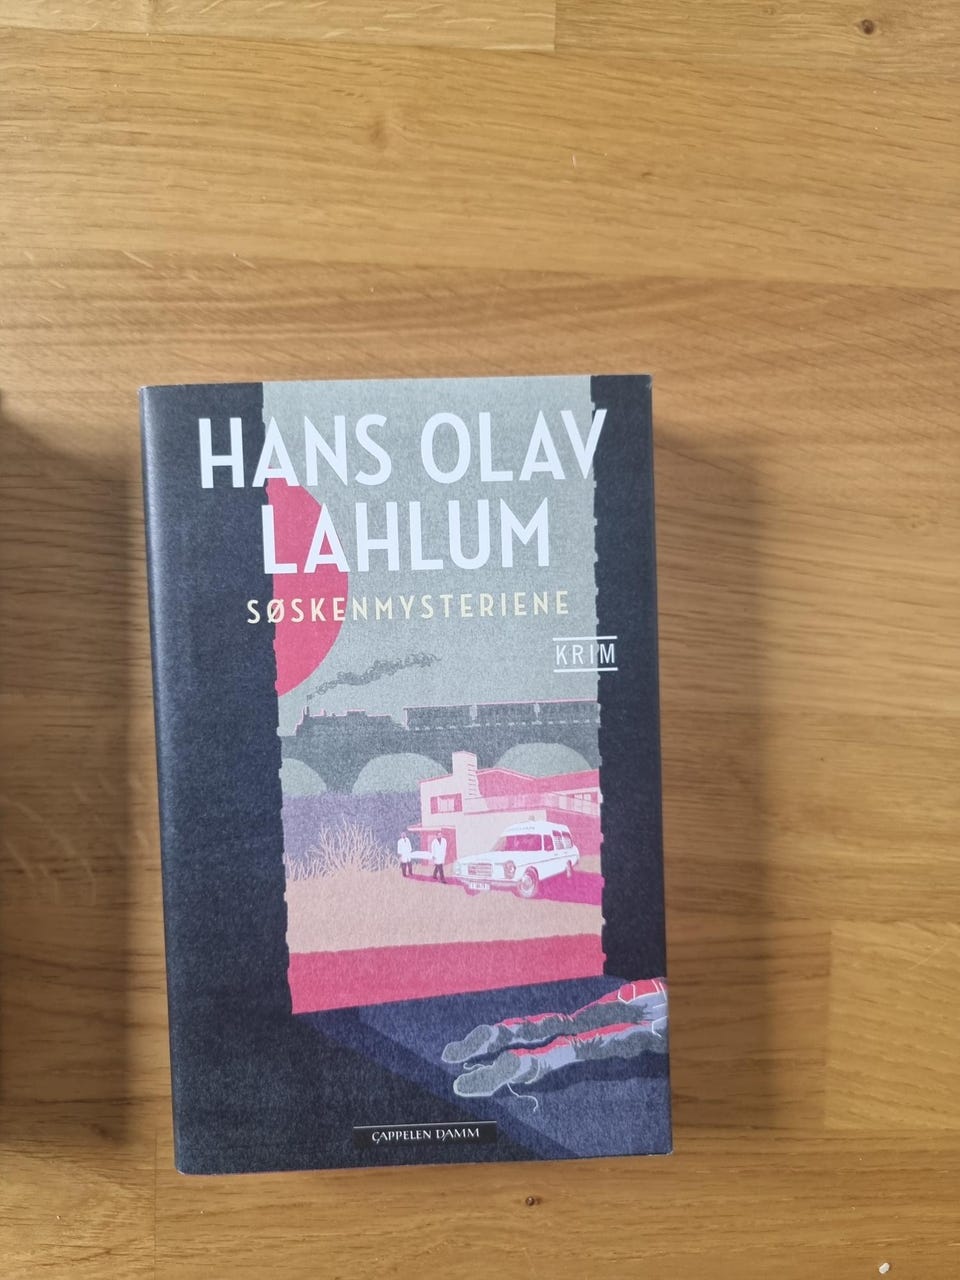 HANS OLAV
LAHLUM
SØSKENMYSTERIENE
KRIM
CAPPELEN DAMM